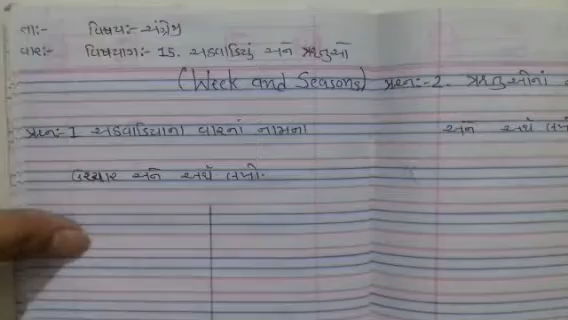 તા:- વિષય:- અંગ્રેજી
વાર:- વિષયાંગ:- 15. અઠવાડિયું અને ઋતુઓ
(Week and Seasons) પ્રશ્ન:-2. ઋતુઓનાં
પ્રશ્ન:-1 અઠવાડિયાના વારનાં નામના અને અર્થ
ઉચ્ચાર અને અર્થ લખો.